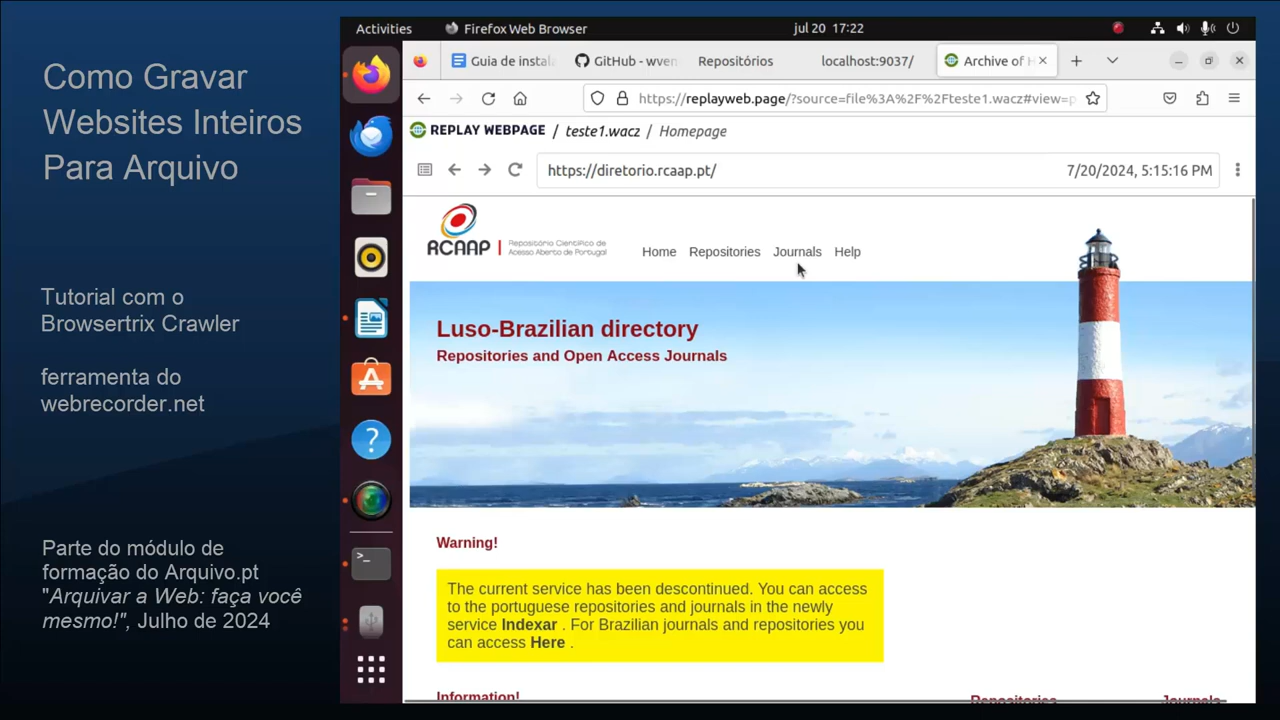 Como Gravar
Websites Inteiros
Para Arquivo
Tutorial com o
Browsertrix Crawler
ferramenta do
webrecorder.net
Parte do módulo de
formação do Arquivo.pt
"Arquivar a Web: faça você
mesmo!", Julho de 2024
Activities Firefox Web Browser jul 20 17:22
Guia de instal GitHub - wven Repositórios localhost:9037/ Archive of H
https://replayweb.page/?source=file%3A%2F%2Fteste1.wacz#view=p
REPLAY WEBPAGE / teste1.wacz / Homepage
https://diretorio.rcaap.pt/ 7/20/2024, 5:15:16 PM
RCAAP Repositório Científico de
Acesso Aberto de Portugal
Home Repositories Journals Help
Luso-Brazilian directory
Repositories and Open Access Journals
Warning!
The current service has been descontinued. You can access
to the portuguese repositories and journals in the newly
service Indexar . For Brazilian journals and repositories you
can access Here .
Information! Repositories Journals